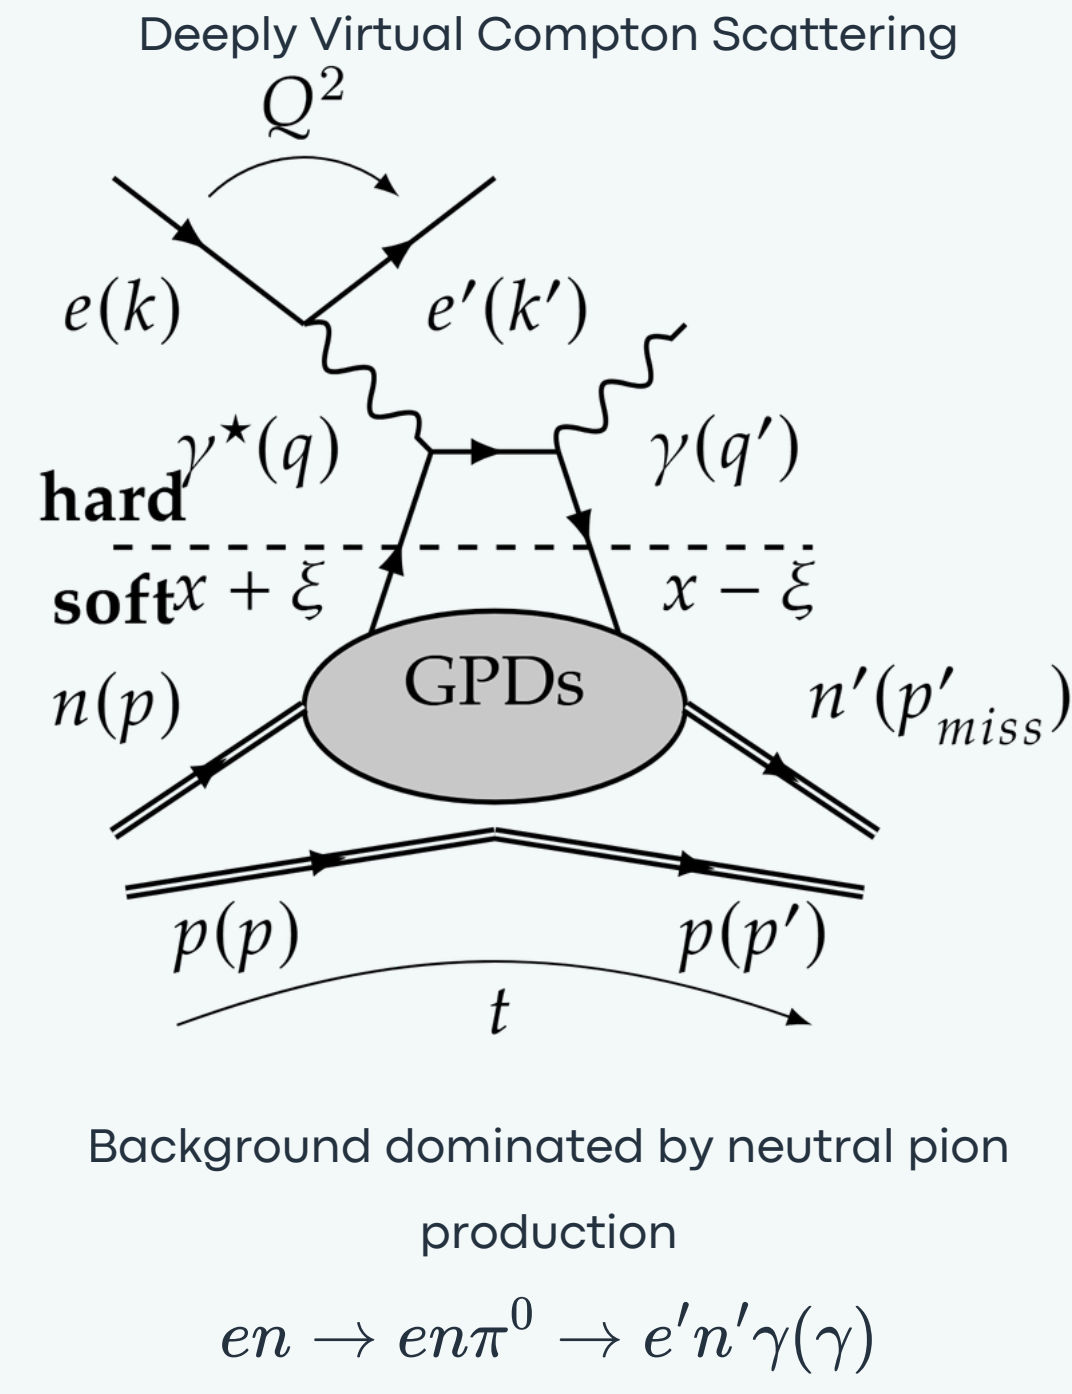 Deeply Virtual Compton Scattering
Q²
e(k)
e′(k′)
γ★(q)
γ(q′)
hard
soft
x + ξ
x − ξ
GPDs
n(p)
n′(p′ₘᵢₛₛ)
p(p)
p(p′)
t
Background dominated by neutral pion
production
en → enπ⁰ → e′n′γ(γ)